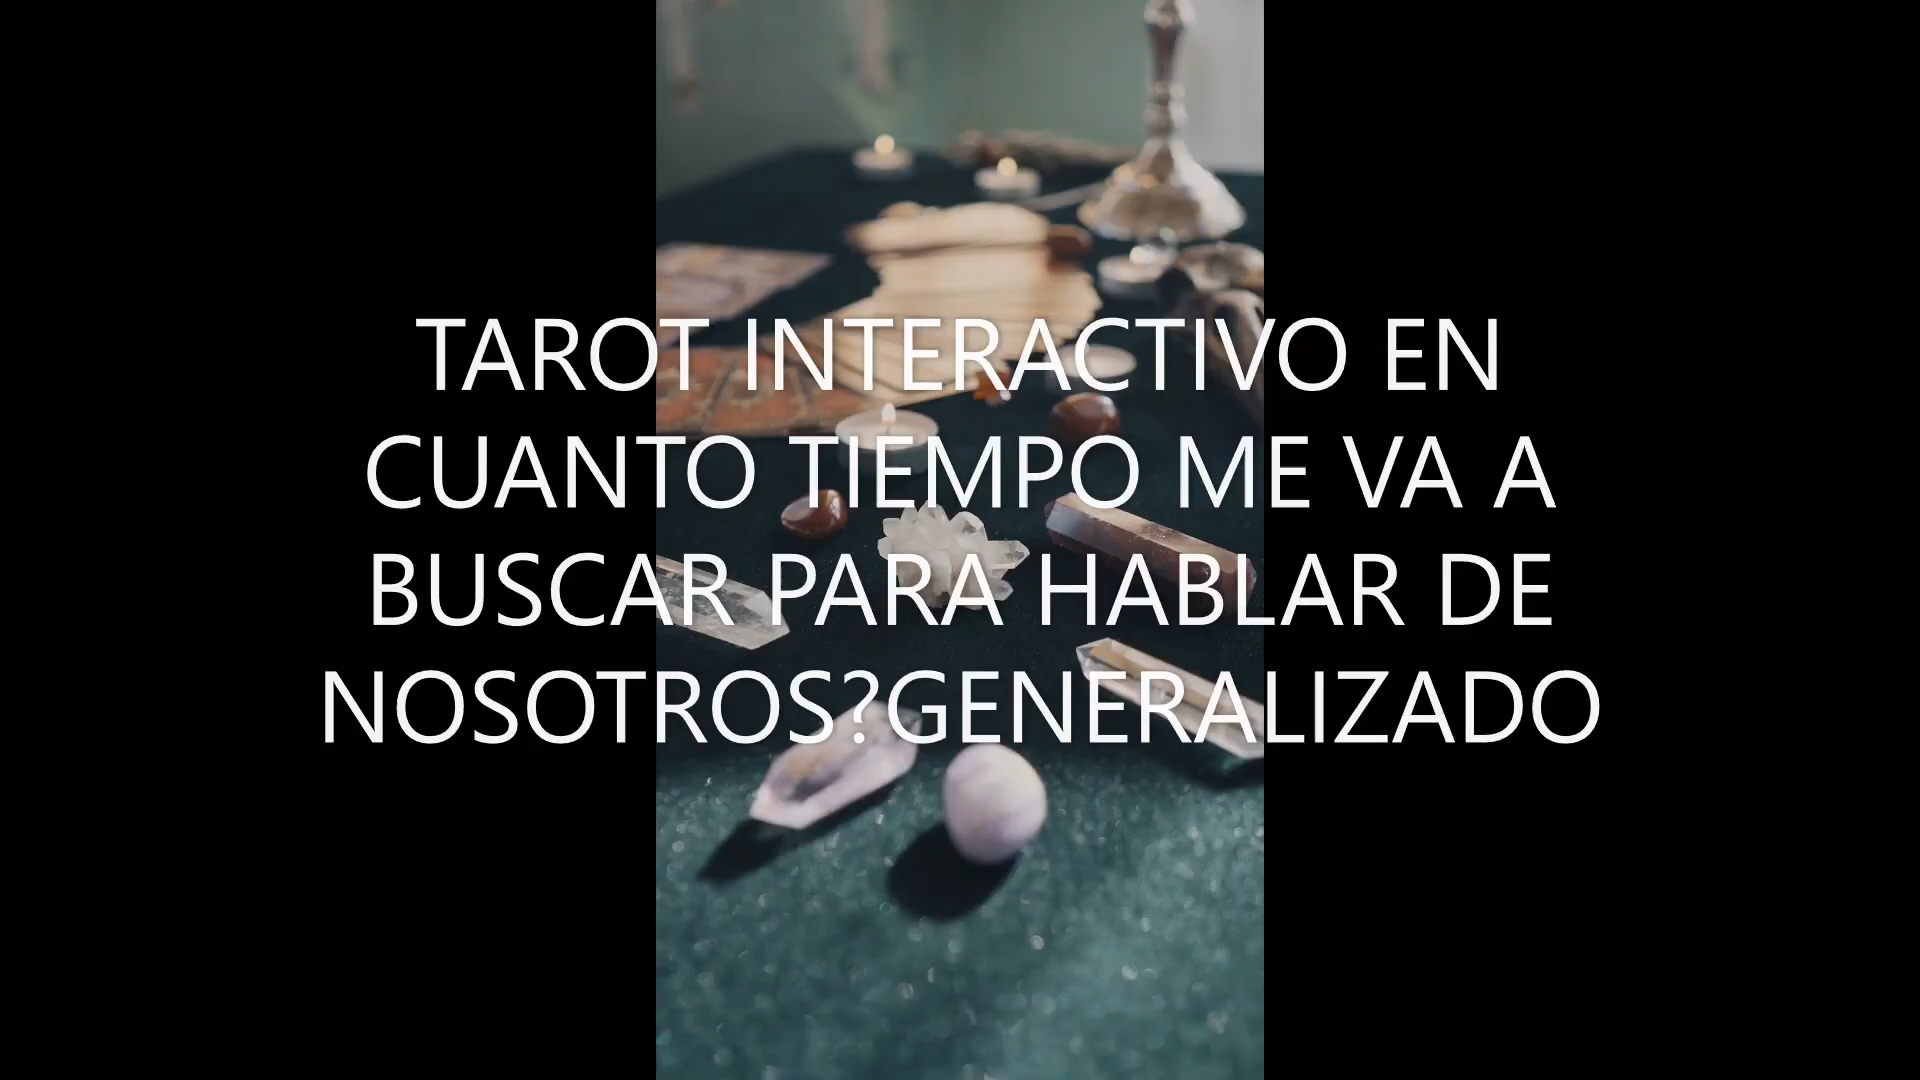 TAROT INTERACTIVO EN
CUANTO TIEMPO ME VA A
BUSCAR PARA HABLAR DE
NOSOTROS?GENERALIZADO